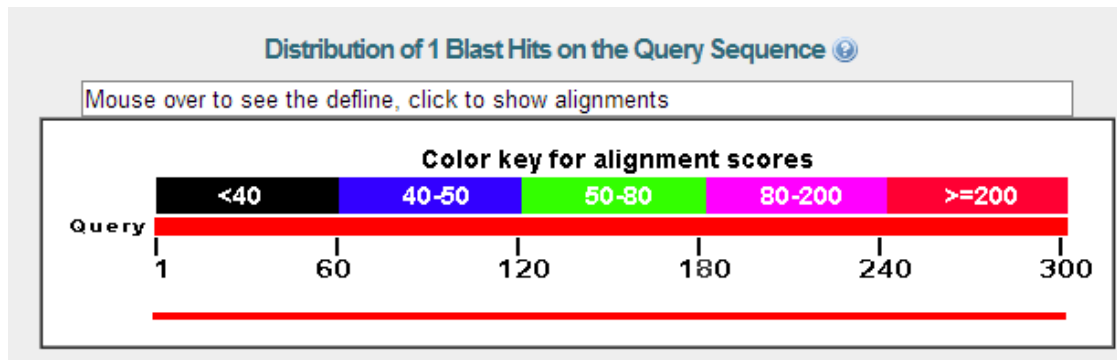 Distribution of 1 Blast Hits on the Query Sequence ?
Mouse over to see the defline, click to show alignments
Color key for alignment scores
<40 40-50 50-80 80-200 >=200
Query
1 60 120 180 240 300